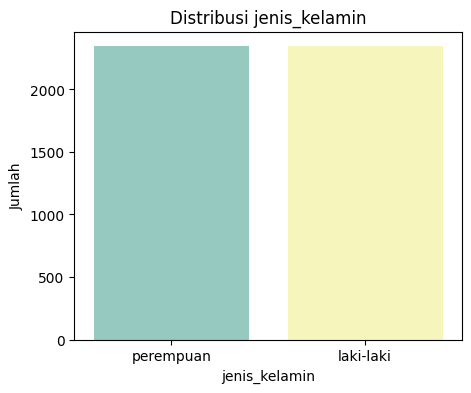 Distribusi jenis_kelamin
Jumlah
2000
1500
1000
500
0
perempuan laki-laki
jenis_kelamin